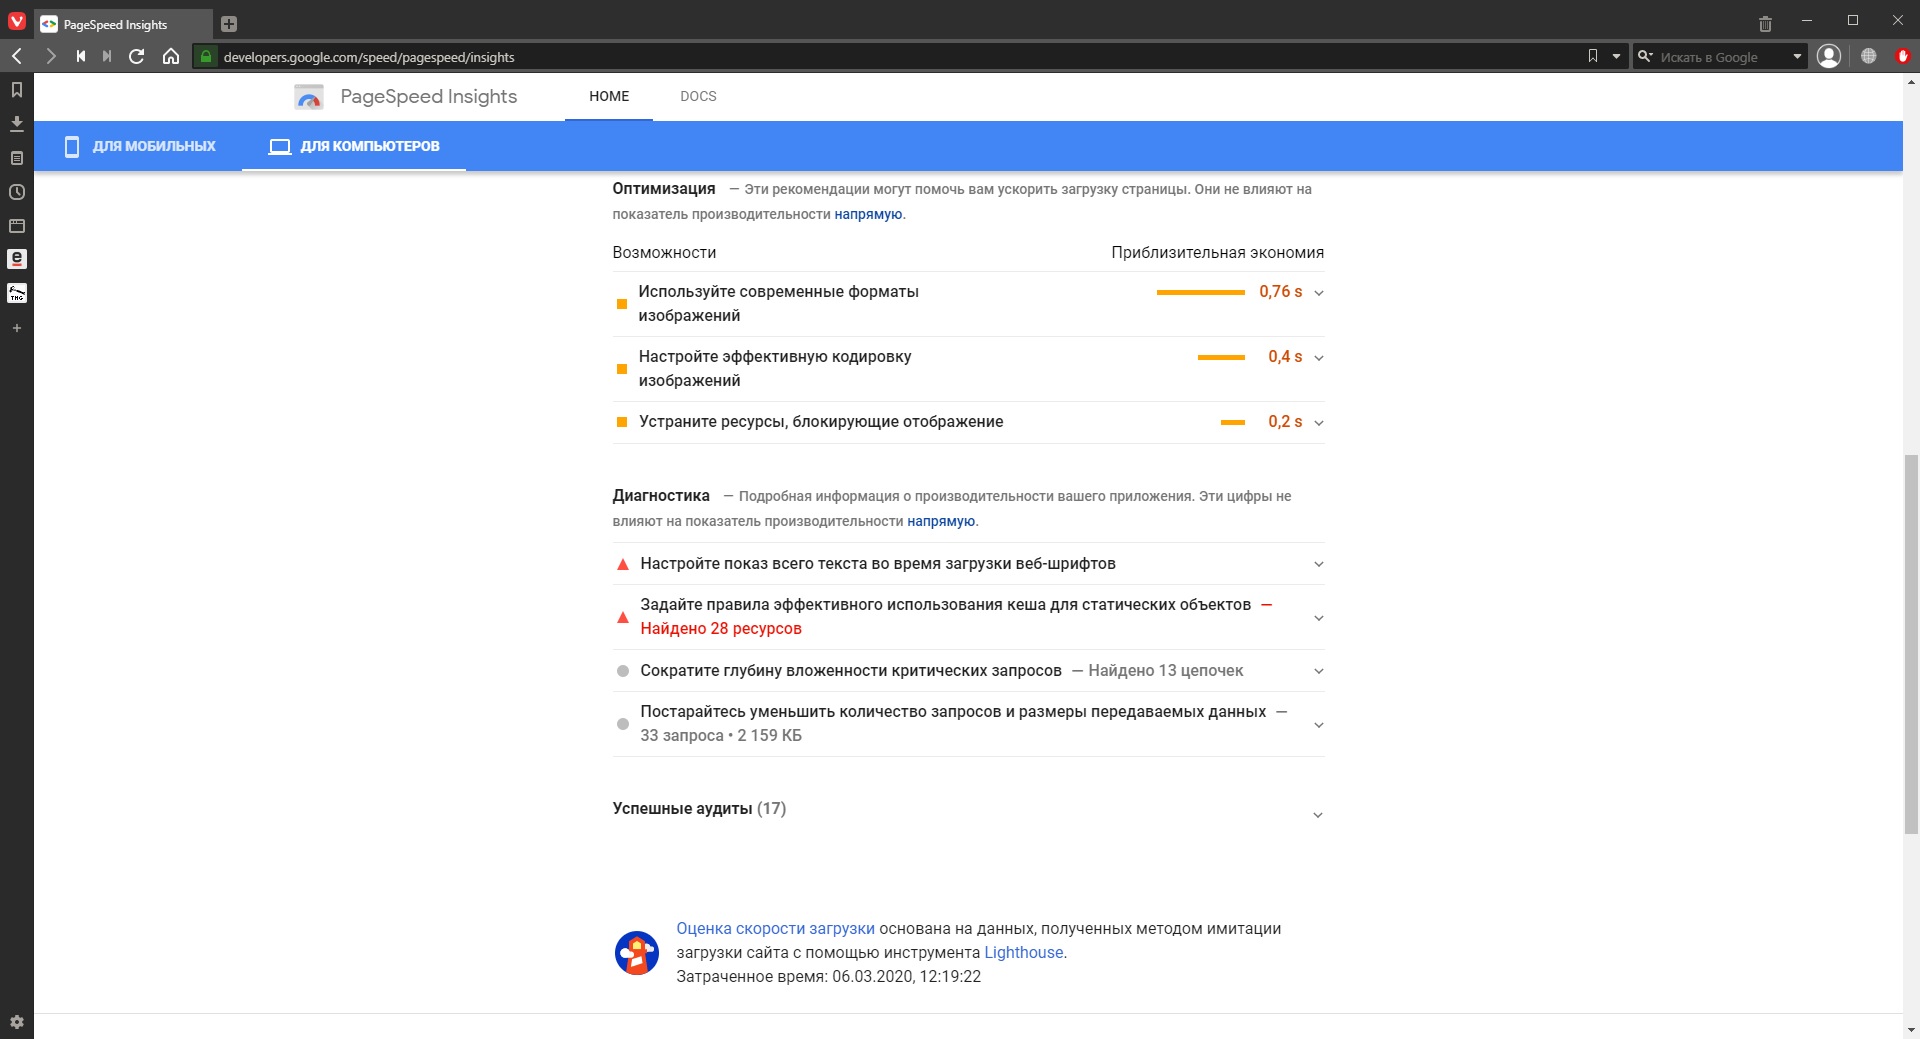 PageSpeed Insights
developers.google.com/speed/pagespeed/insights
Искать в Google
PageSpeed Insights
HOME
DOCS
ДЛЯ МОБИЛЬНЫХ
ДЛЯ КОМПЬЮТЕРОВ
Оптимизация — Эти рекомендации могут помочь вам ускорить загрузку страницы. Они не влияют на
показатель производительности напрямую.
Возможности
Приблизительная экономия
Используйте современные форматы
изображений
0,76 s
Настройте эффективную кодировку
изображений
0,4 s
Устраните ресурсы, блокирующие отображение
0,2 s
Диагностика — Подробная информация о производительности вашего приложения. Эти цифры не
влияют на показатель производительности напрямую.
Настройте показ всего текста во время загрузки веб-шрифтов
Задайте правила эффективного использования кеша для статических объектов —
Найдено 28 ресурсов
Сократите глубину вложенности критических запросов — Найдено 13 цепочек
Постарайтесь уменьшить количество запросов и размеры передаваемых данных —
33 запроса • 2 159 КБ
Успешные аудиты (17)
Оценка скорости загрузки основана на данных, полученных методом имитации
загрузки сайта с помощью инструмента Lighthouse.
Затраченное время: 06.03.2020, 12:19:22
e
THG